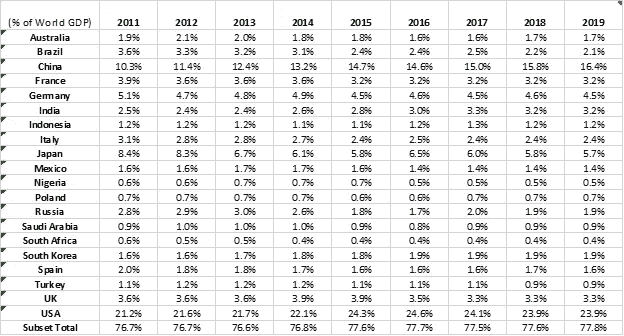 (% of World GDP) 2011 2012 2013 2014 2015 2016 2017 2018 2019
Australia 1.9% 2.1% 2.0% 1.8% 1.8% 1.6% 1.6% 1.7% 1.7%
Brazil 3.6% 3.3% 3.2% 3.1% 2.4% 2.4% 2.5% 2.2% 2.1%
China 10.3% 11.4% 12.4% 13.2% 14.7% 14.6% 15.0% 15.8% 16.4%
France 3.9% 3.6% 3.6% 3.6% 3.2% 3.2% 3.2% 3.2% 3.2%
Germany 5.1% 4.7% 4.8% 4.9% 4.5% 4.6% 4.5% 4.6% 4.5%
India 2.5% 2.4% 2.4% 2.6% 2.8% 3.0% 3.3% 3.2% 3.2%
Indonesia 1.2% 1.2% 1.2% 1.1% 1.1% 1.2% 1.3% 1.2% 1.2%
Italy 3.1% 2.8% 2.8% 2.7% 2.4% 2.5% 2.4% 2.4% 2.4%
Japan 8.4% 8.3% 6.7% 6.1% 5.8% 6.5% 6.0% 5.8% 5.7%
Mexico 1.6% 1.6% 1.7% 1.7% 1.6% 1.4% 1.4% 1.4% 1.4%
Nigeria 0.6% 0.6% 0.7% 0.7% 0.7% 0.5% 0.5% 0.5% 0.5%
Poland 0.7% 0.7% 0.7% 0.7% 0.6% 0.6% 0.7% 0.7% 0.7%
Russia 2.8% 2.9% 3.0% 2.6% 1.8% 1.7% 2.0% 1.9% 1.9%
Saudi Arabia 0.9% 1.0% 1.0% 1.0% 0.9% 0.8% 0.9% 0.9% 0.9%
South Africa 0.6% 0.5% 0.5% 0.4% 0.4% 0.4% 0.4% 0.4% 0.4%
South Korea 1.6% 1.6% 1.7% 1.8% 1.8% 1.9% 1.9% 1.9% 1.9%
Spain 2.0% 1.8% 1.8% 1.7% 1.6% 1.6% 1.6% 1.7% 1.6%
Turkey 1.1% 1.2% 1.2% 1.2% 1.1% 1.1% 1.1% 0.9% 0.9%
UK 3.6% 3.6% 3.6% 3.9% 3.9% 3.5% 3.3% 3.3% 3.3%
USA 21.2% 21.6% 21.7% 22.1% 24.3% 24.6% 24.1% 23.9% 23.9%
Subset Total 76.7% 76.7% 76.6% 76.8% 77.6% 77.7% 77.5% 77.6% 77.8%